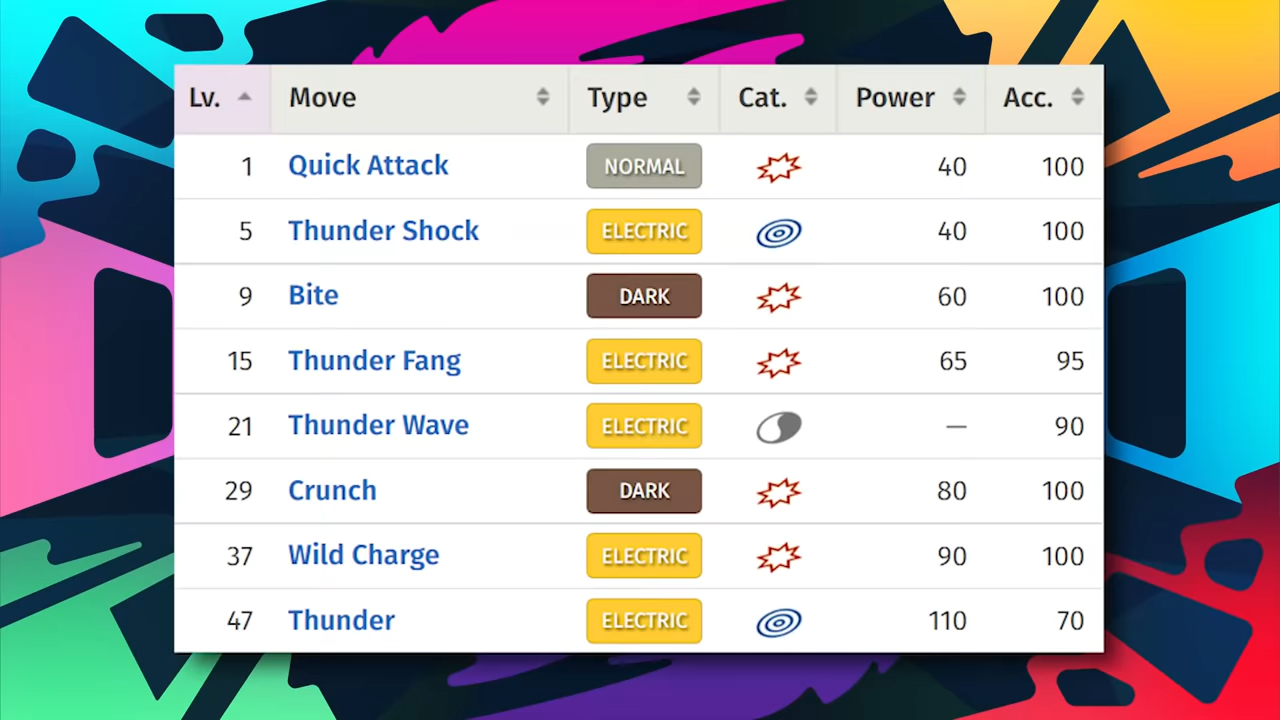 Lv. Move Type Cat. Power Acc.
1 Quick Attack NORMAL 40 100
5 Thunder Shock ELECTRIC 40 100
9 Bite DARK 60 100
15 Thunder Fang ELECTRIC 65 95
21 Thunder Wave ELECTRIC — 90
29 Crunch DARK 80 100
37 Wild Charge ELECTRIC 90 100
47 Thunder ELECTRIC 110 70